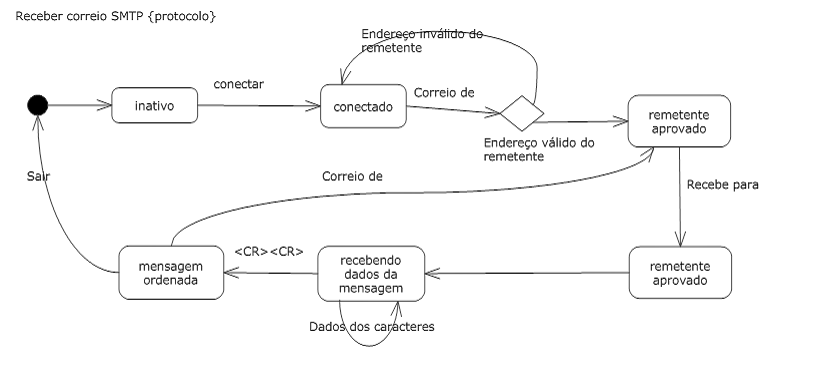 Receber correio SMTP {protocolo}
Endereço inválido do
remetente
conectar
inativo
conectado
Correio de
remetente
aprovado
Endereço válido do
remetente
Sair
Correio de
Recebe para
<CR><CR>
mensagem
ordenada
recebendo
dados da
mensagem
remetente
aprovado
Dados dos caracteres